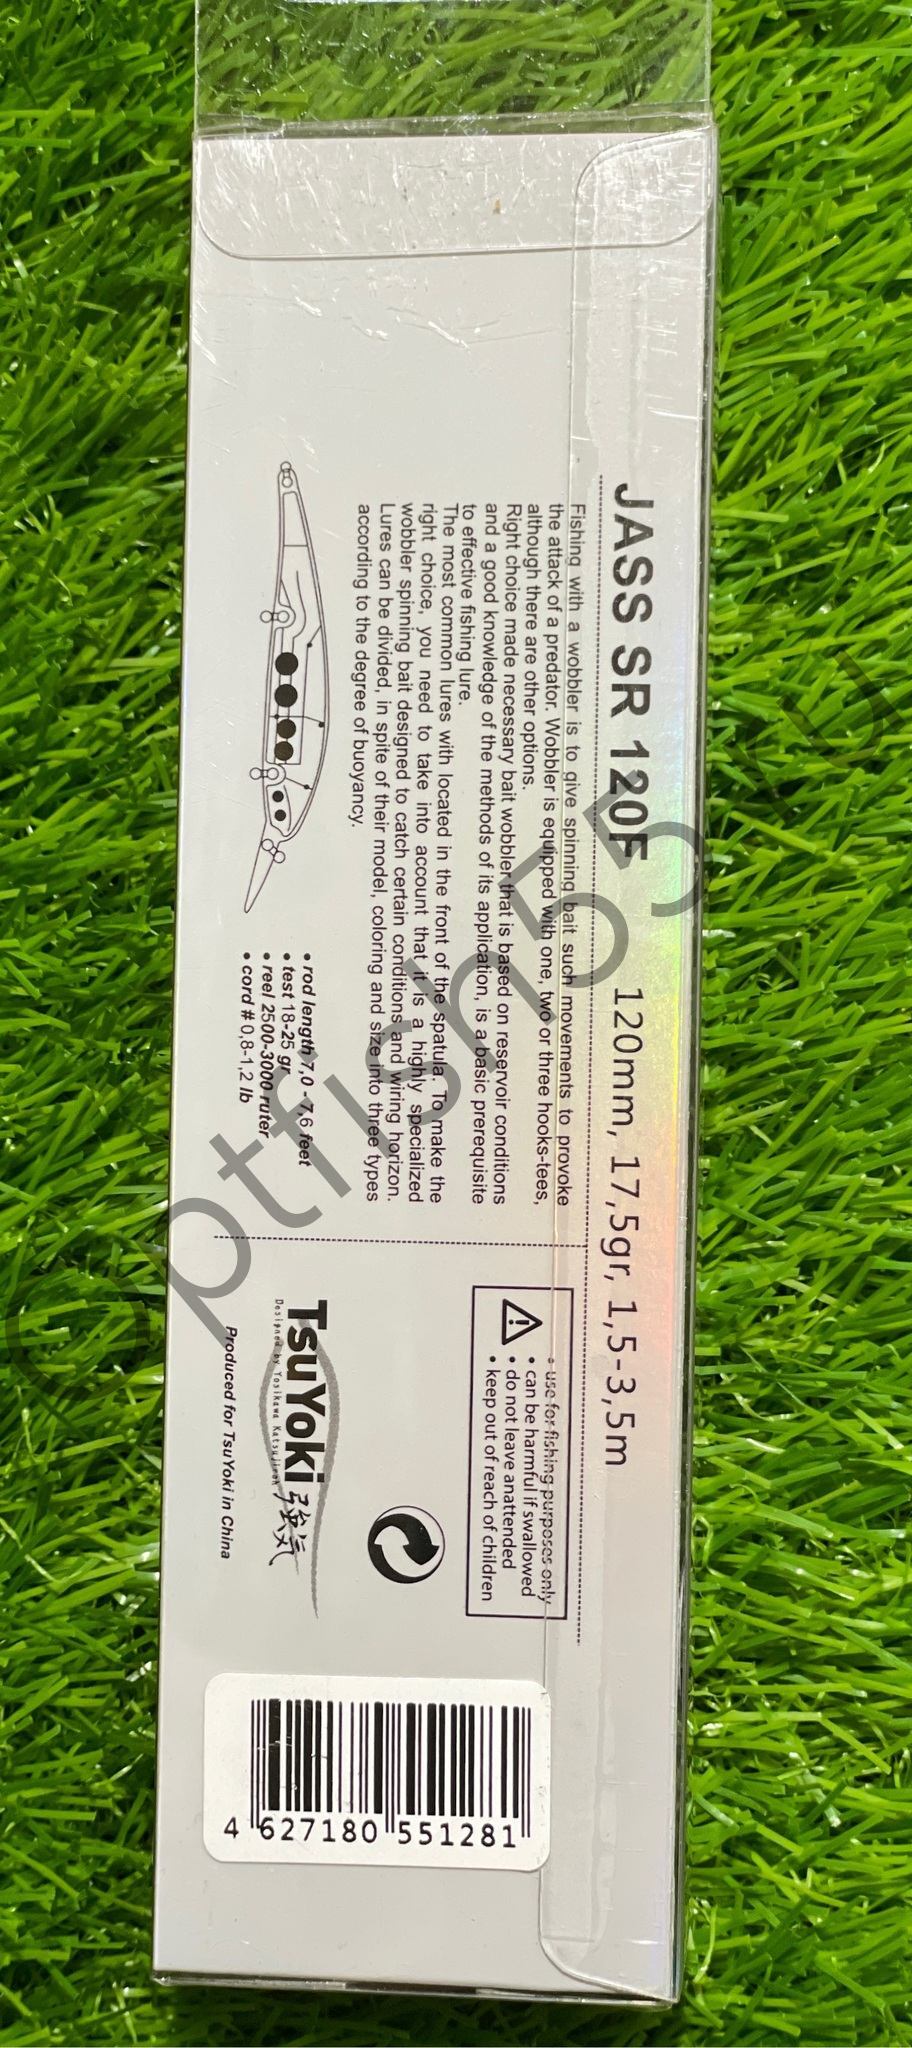 JASS SR 120F 120mm, 17,5gr, 1,5-3,5m
Fishing with a wobbler is to give spinning bait such movements to provoke
the attack of a predator. Wobbler is equipped with one, two or three hooks-tees,
although there are other options.
Right choice made necessary bait wobbler, that is based on reservoir conditions
and a good knowledge of the methods of its application, is a basic prerequisite
to effective fishing lure.
The most common lures with located in the front of the spatula. To make the
right choice, you need to take into account that it is a highly specialized
wobbler spinning bait designed to catch certain conditions and wiring horizon.
Lures can be divided, in spite of their model, coloring and size into three types
according to the degree of buoyancy.
• rod length 7,0 - 7,6 feet
• test 18-25 gr
• reel 2500-3000 ruter
• cord # 0,8-1,2 lb
• use for fishing purposes only
• can be harmful if swallowed
• do not leave anattended
• keep out of reach of children
TsuYoki 強気
Designed by Yosikawa Katsujiron
Produced for TsuYoki in China
4 627180 551281
optfish55.ru